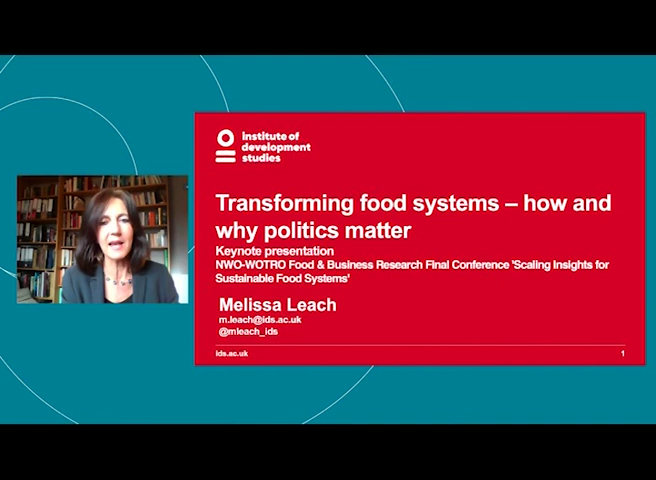 institute of
development
studies
Transforming food systems – how and
why politics matter
Keynote presentation
NWO-WOTRO Food & Business Research Final Conference 'Scaling Insights for
Sustainable Food Systems'
Melissa Leach
m.leach@ids.ac.uk
@mleach_ids
ids.ac.uk
1